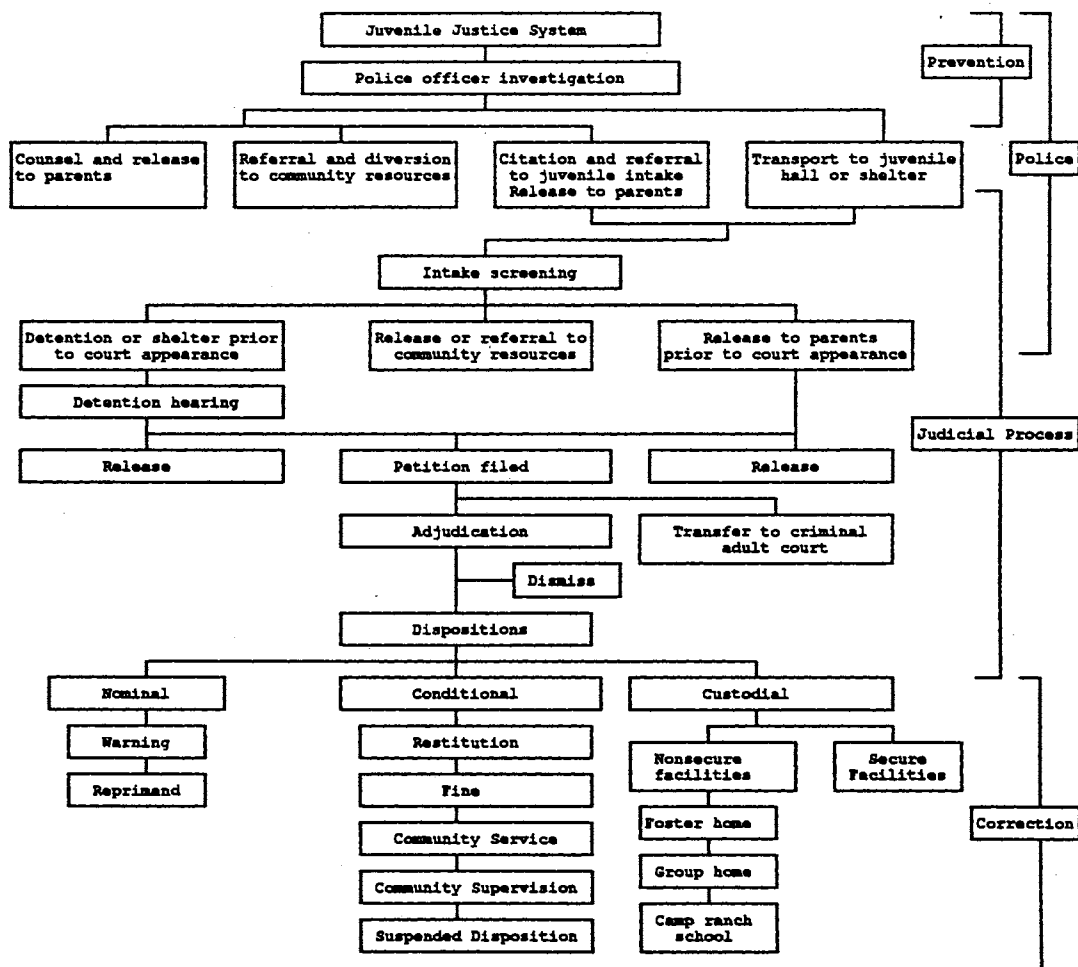 Juvenile Justice System
Prevention
Police officer investigation
Counsel and release
to parents
Referral and diversion
to community resources
Citation and referral
to juvenile intake
Release to parents
Transport to juvenile
hall or shelter
Police
Intake screening
Detention or shelter prior
to court appearance
Release or referral to
community resources
Release to parents
prior to court appearance
Detention hearing
Judicial Process
Release
Petition filed
Release
Adjudication
Transfer to criminal
adult court
Dismiss
Dispositions
Nominal
Conditional
Custodial
Warning
Restitution
Nonsecure
facilities
Secure
Facilities
Reprimand
Fine
Foster home
Correction
Community Service
Group home
Community Supervision
Camp ranch
school
Suspended Disposition